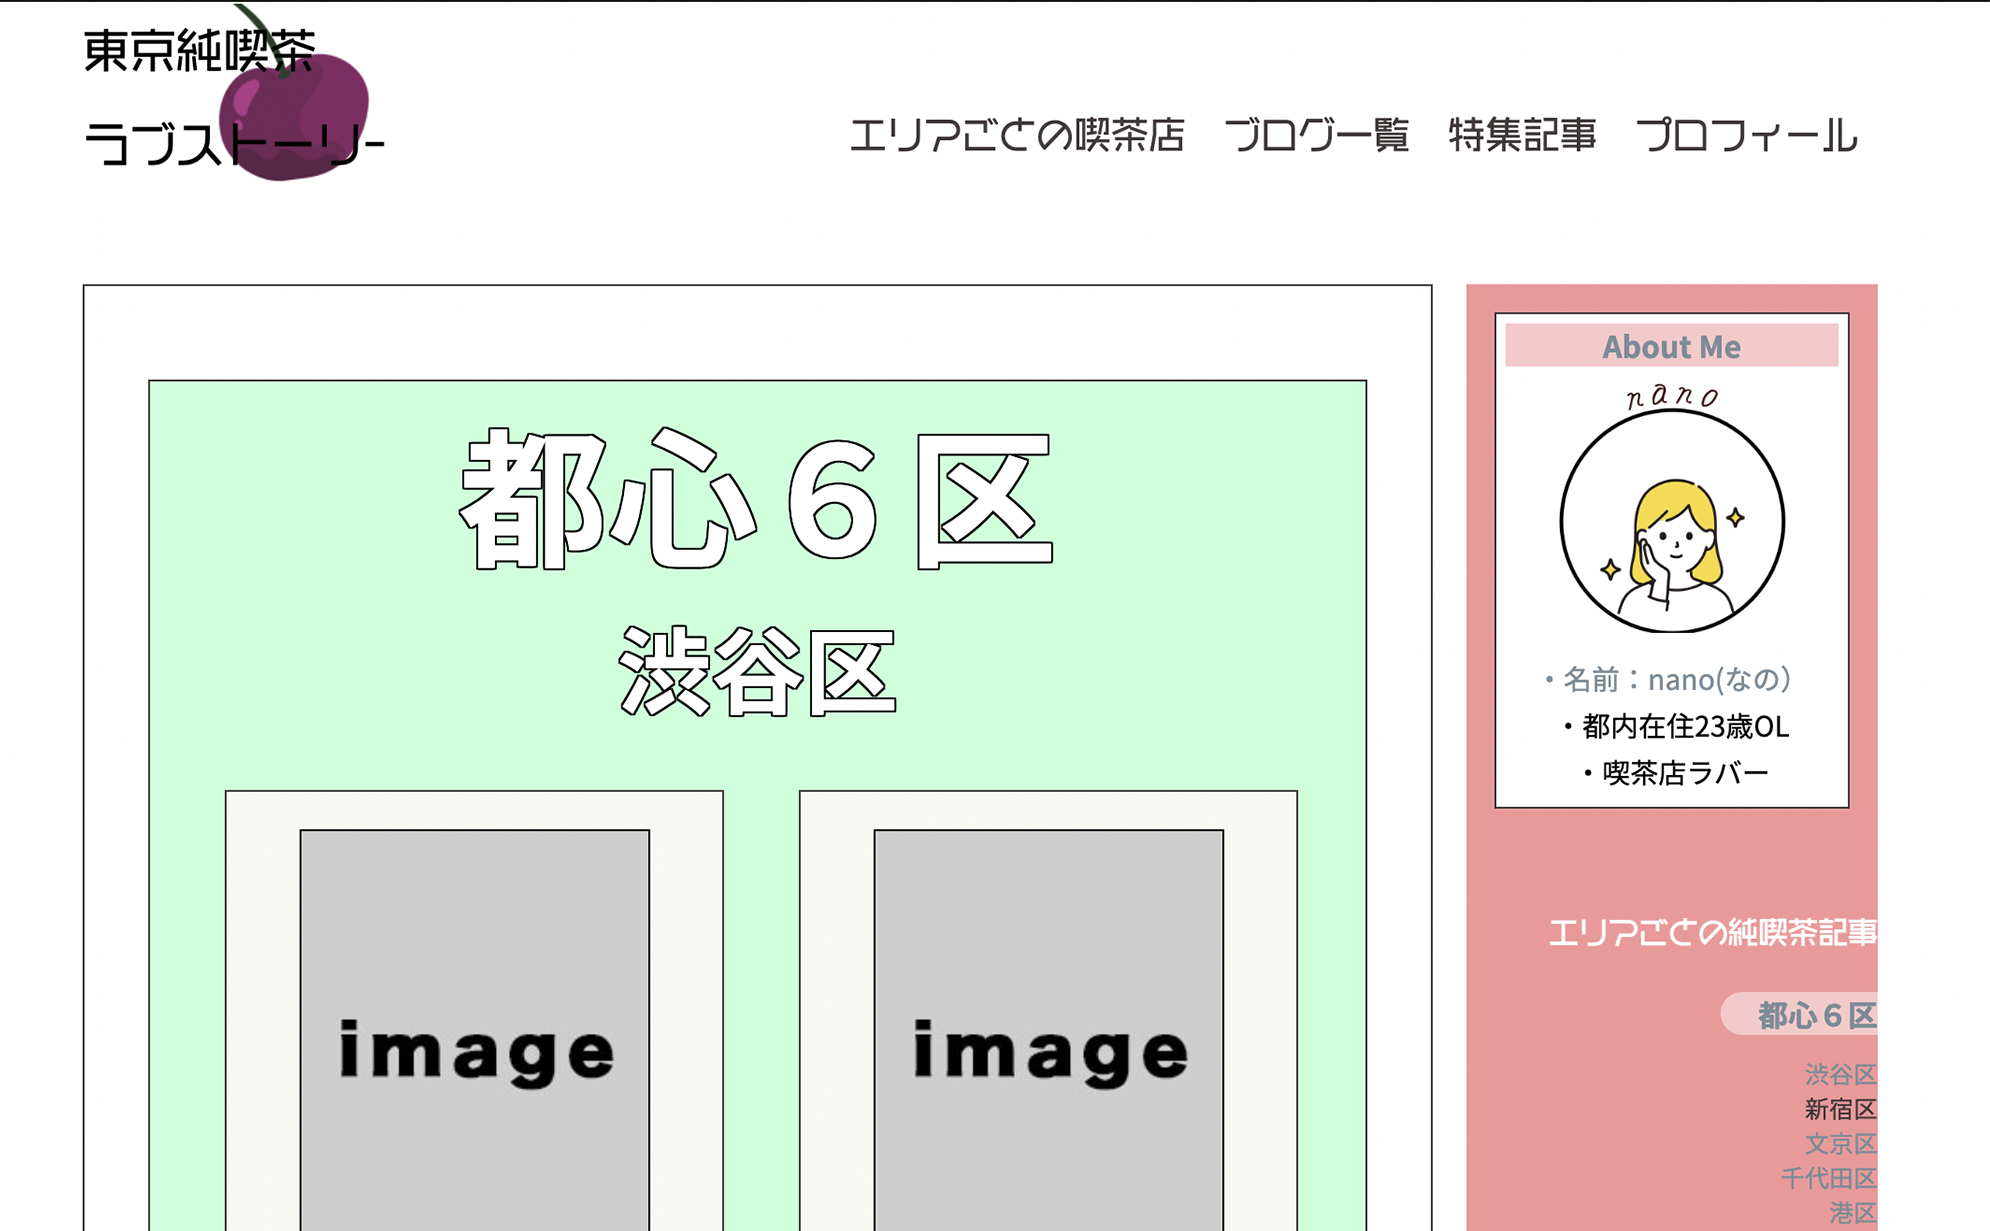 東京純喫茶
ラブストーリー
エリアごとの喫茶店 ブログ一覧 特集記事 プロフィール
都心６区
渋谷区
image
image
About Me
nano
・名前：nano(なの）
・都内在住23歳OL
・喫茶店ラバー
エリアごとの純喫茶記事
都心６区
渋谷区
新宿区
文京区
千代田区
港区